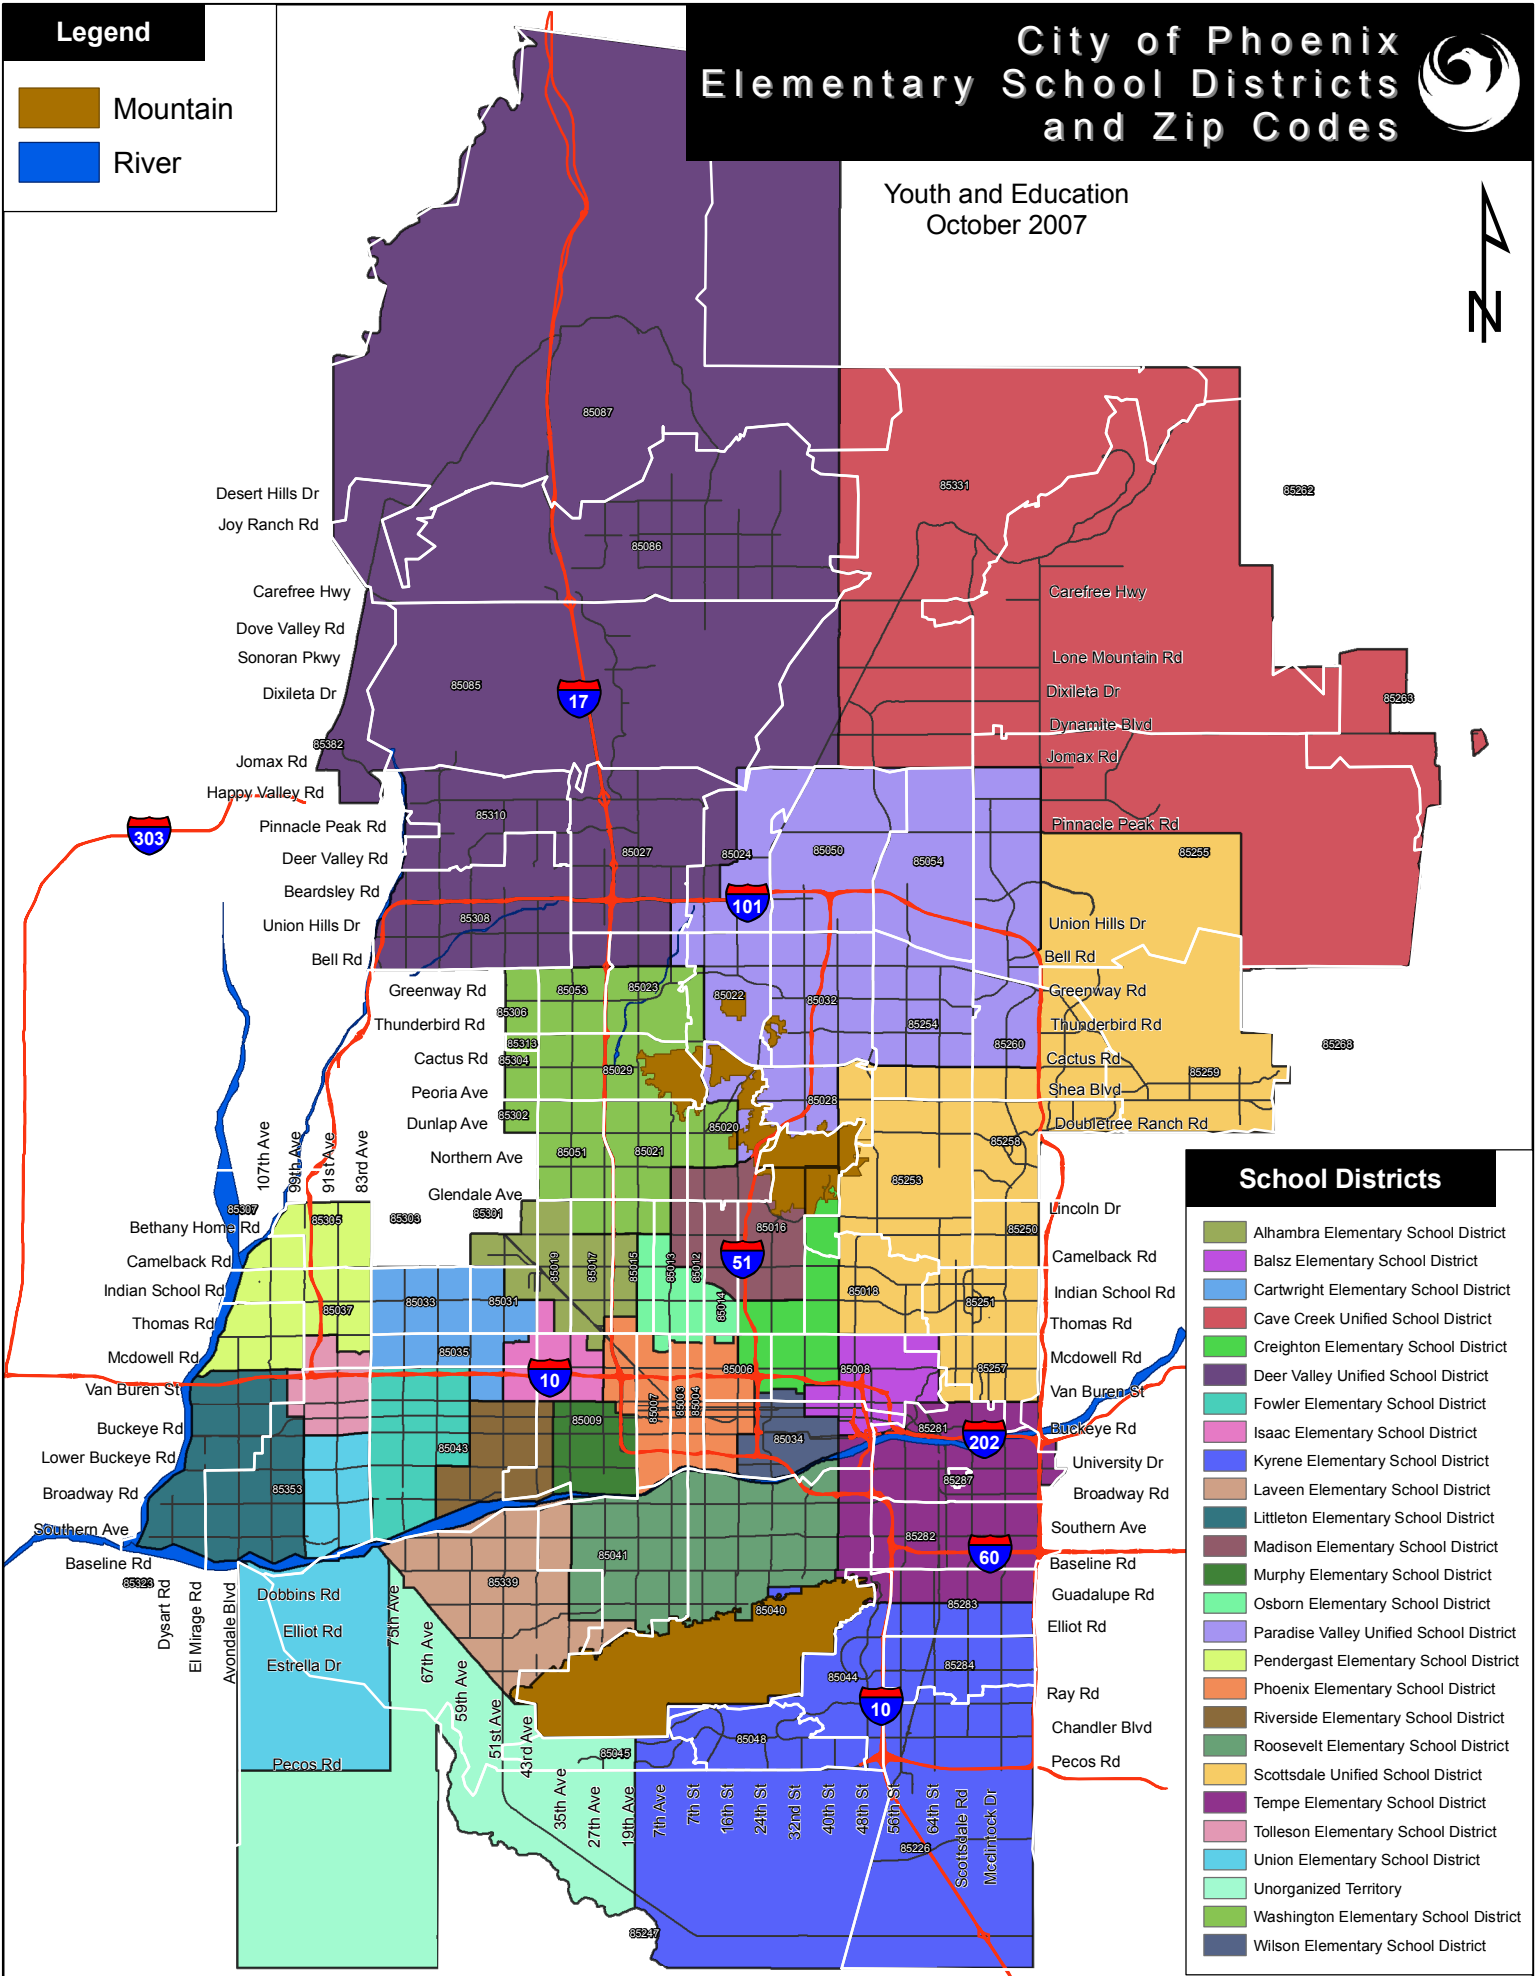 Legend
Mountain
River
City of Phoenix
Elementary School Districts
and Zip Codes
Youth and Education
October 2007
N
Desert Hills Dr
Joy Ranch Rd
Carefree Hwy
Dove Valley Rd
Sonoran Pkwy
Dixileta Dr
Jomax Rd
Happy Valley Rd
Pinnacle Peak Rd
Deer Valley Rd
Beardsley Rd
Union Hills Dr
Bell Rd
Greenway Rd
Thunderbird Rd
Cactus Rd
Peoria Ave
Dunlap Ave
Northern Ave
Glendale Ave
Bethany Home Rd
Camelback Rd
Indian School Rd
Thomas Rd
Mcdowell Rd
Van Buren St
Buckeye Rd
Lower Buckeye Rd
Broadway Rd
Southern Ave
Baseline Rd
Dobbins Rd
Elliot Rd
Estrella Dr
Pecos Rd
Carefree Hwy
Lone Mountain Rd
Dixileta Dr
Dynamite Blvd
Jomax Rd
Pinnacle Peak Rd
Union Hills Dr
Bell Rd
Greenway Rd
Thunderbird Rd
Cactus Rd
Shea Blvd
Doubletree Ranch Rd
Lincoln Dr
Camelback Rd
Indian School Rd
Thomas Rd
Mcdowell Rd
Van Buren St
Buckeye Rd
University Dr
Broadway Rd
Southern Ave
Baseline Rd
Guadalupe Rd
Elliot Rd
Ray Rd
Chandler Blvd
Pecos Rd
107th Ave
99th Ave
91st Ave
83rd Ave
Dysart Rd
El Mirage Rd
Avondale Blvd
75th Ave
67th Ave
59th Ave
51st Ave
43rd Ave
35th Ave
27th Ave
19th Ave
7th Ave
7th St
16th St
24th St
32nd St
40th St
48th St
56th St
64th St
Scottsdale Rd
Mcclintock Dr
17
303
101
51
10
202
60
10
85087
85331
85262
85086
85085
85263
85382
85310
85027
85024
85050
85054
85255
85308
85053
85023
85022
85032
85306
85254
85313
85304
85029
85260
85268
85259
85302
85020
85028
85051
85021
85258
85253
85307
85305
85303
85301
85016
85250
85019
85017
85015
85013
85012
85014
85037
85033
85031
85018
85251
85035
85006
85008
85257
85007
85003
85004
85009
85034
85281
85043
85353
85287
85282
85041
85323
85339
85040
85283
85044
85284
85045
85048
85226
85247
School Districts
Alhambra Elementary School District
Balsz Elementary School District
Cartwright Elementary School District
Cave Creek Unified School District
Creighton Elementary School District
Deer Valley Unified School District
Fowler Elementary School District
Isaac Elementary School District
Kyrene Elementary School District
Laveen Elementary School District
Littleton Elementary School District
Madison Elementary School District
Murphy Elementary School District
Osborn Elementary School District
Paradise Valley Unified School District
Pendergast Elementary School District
Phoenix Elementary School District
Riverside Elementary School District
Roosevelt Elementary School District
Scottsdale Unified School District
Tempe Elementary School District
Tolleson Elementary School District
Union Elementary School District
Unorganized Territory
Washington Elementary School District
Wilson Elementary School District